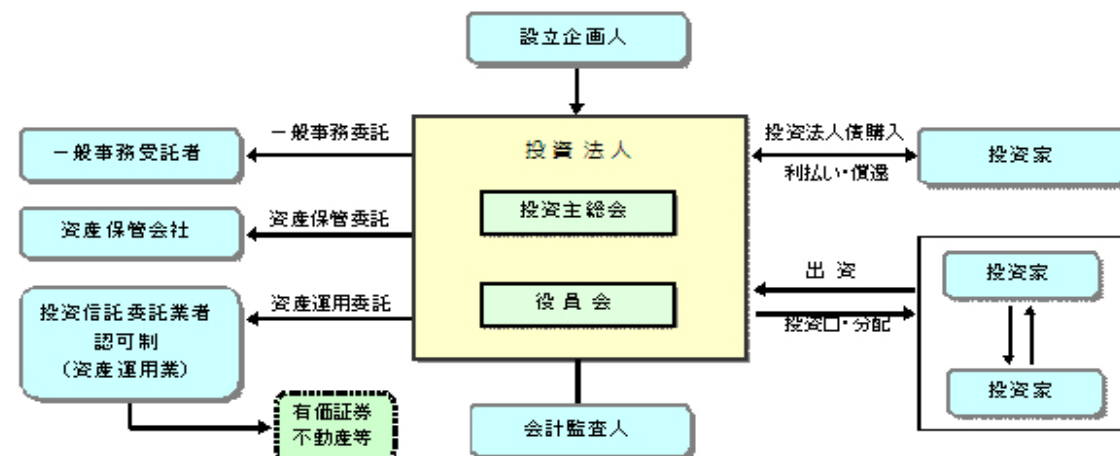 設立企画人
一般事務受託者
一般事務委託
投資法人
投資法人債購入
利払い・償還
投資家
資産保管会社
資産保管委託
投資主総会
投資信託委託業者
認可制
（資産運用業）
資産運用委託
役員会
出資
投資口・分配
投資家
投資家
有価証券
不動産等
会計監査人